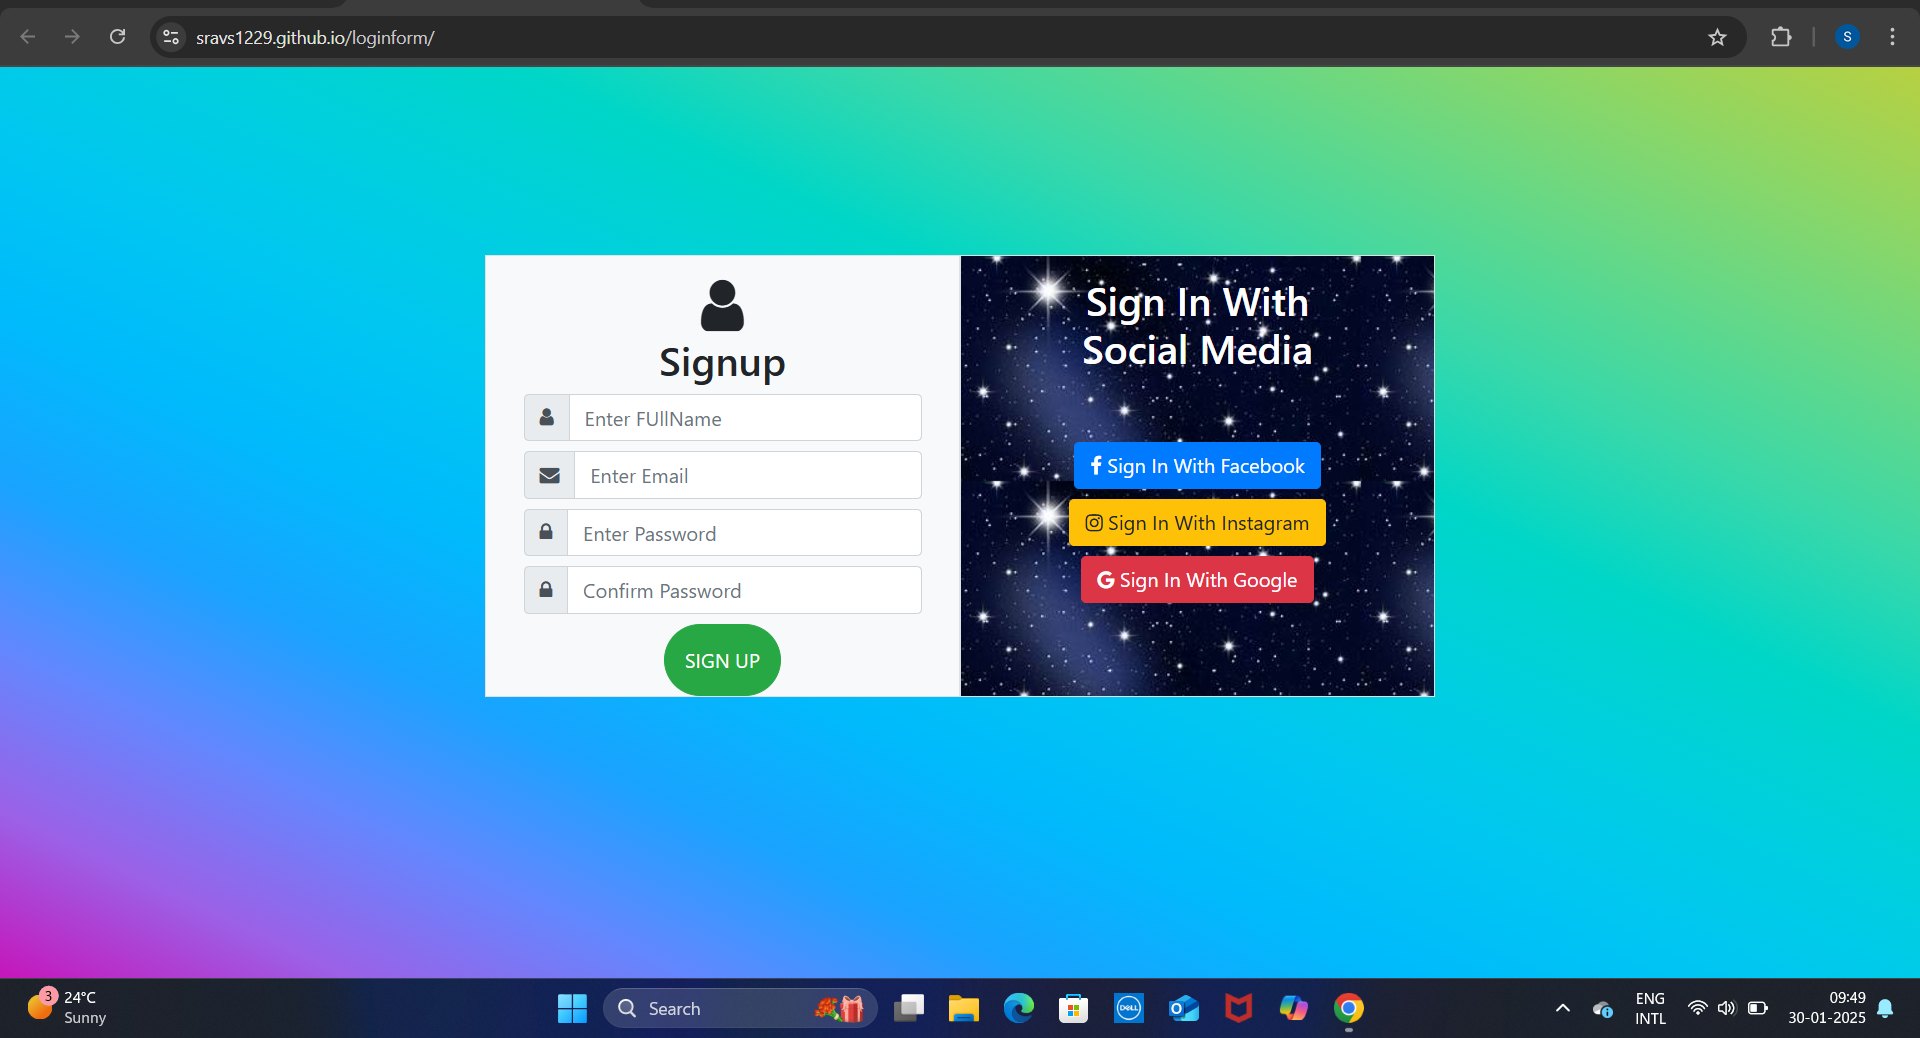 sravs1229.github.io/loginform/
S
Signup
Enter FUllName
Enter Email
Enter Password
Confirm Password
SIGN UP
Sign In With
Social Media
Sign In With Facebook
Sign In With Instagram
Sign In With Google
3
24°C
Sunny
Search
DELL
ENG
INTL
09:49
30-01-2025